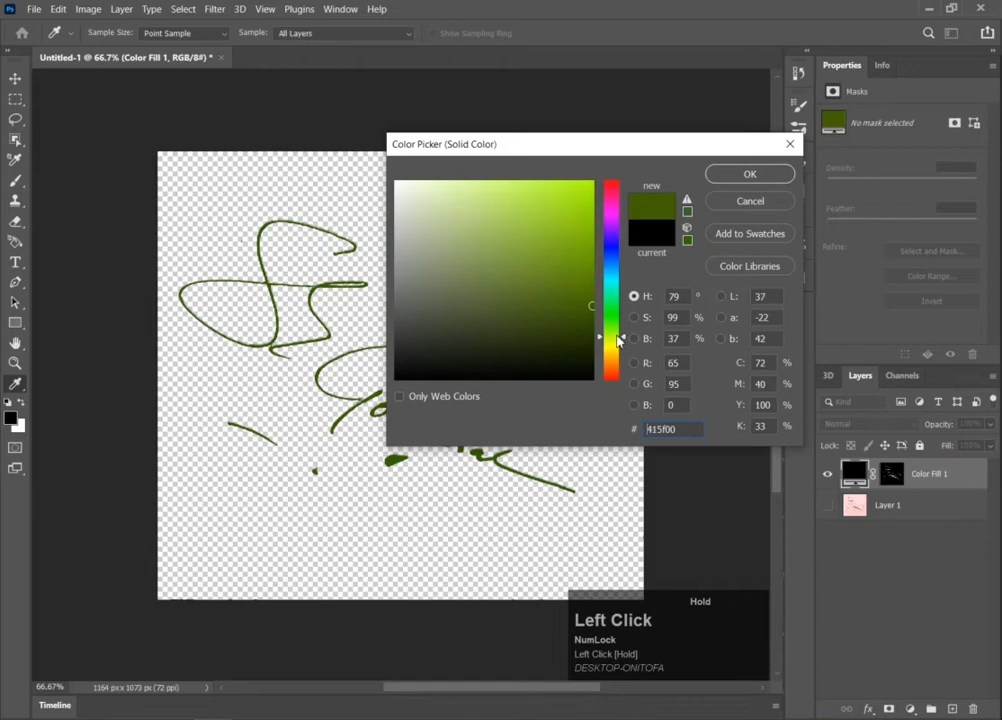 Ps File Edit Image Layer Type Select Filter 3D View Plugins Window Help
Sample Size: Point Sample Sample: All Layers Show Sampling Ring
Untitled-1 @ 66.7% (Color Fill 1, RGB/8#) * ×
Properties Info
Masks
No mask selected
Density:
Feather:
Refine: Select and Mask...
Color Range...
Invert
Color Picker (Solid Color)
new
current
OK
Cancel
Add to Swatches
Color Libraries
H: 79 °
S: 99 %
B: 37 %
R: 65
G: 95
B: 0
# 415f00
L: 37
a: -22
b: 42
C: 72 %
M: 40 %
Y: 100 %
K: 33 %
Only Web Colors
3D Layers Channels
Kind
Normal Opacity: 100%
Lock: Fill: 100%
Color Fill 1
Layer 1
Hold
Left Click
NumLock
Left Click [Hold]
DESKTOP-ONITOFA
66.67% 1164 px x 1073 px (72 ppi)
Timeline